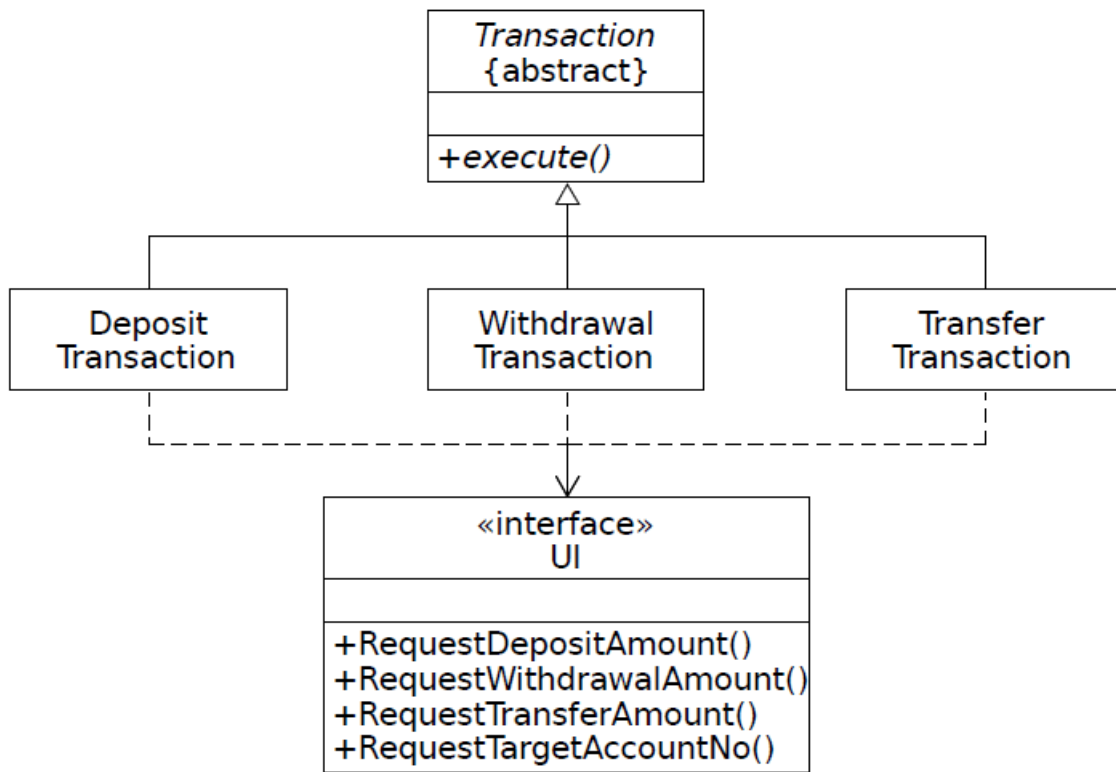 Transaction
{abstract}
+execute()
Deposit
Transaction
Withdrawal
Transaction
Transfer
Transaction
«interface»
UI
+RequestDepositAmount()
+RequestWithdrawalAmount()
+RequestTransferAmount()
+RequestTargetAccountNo()